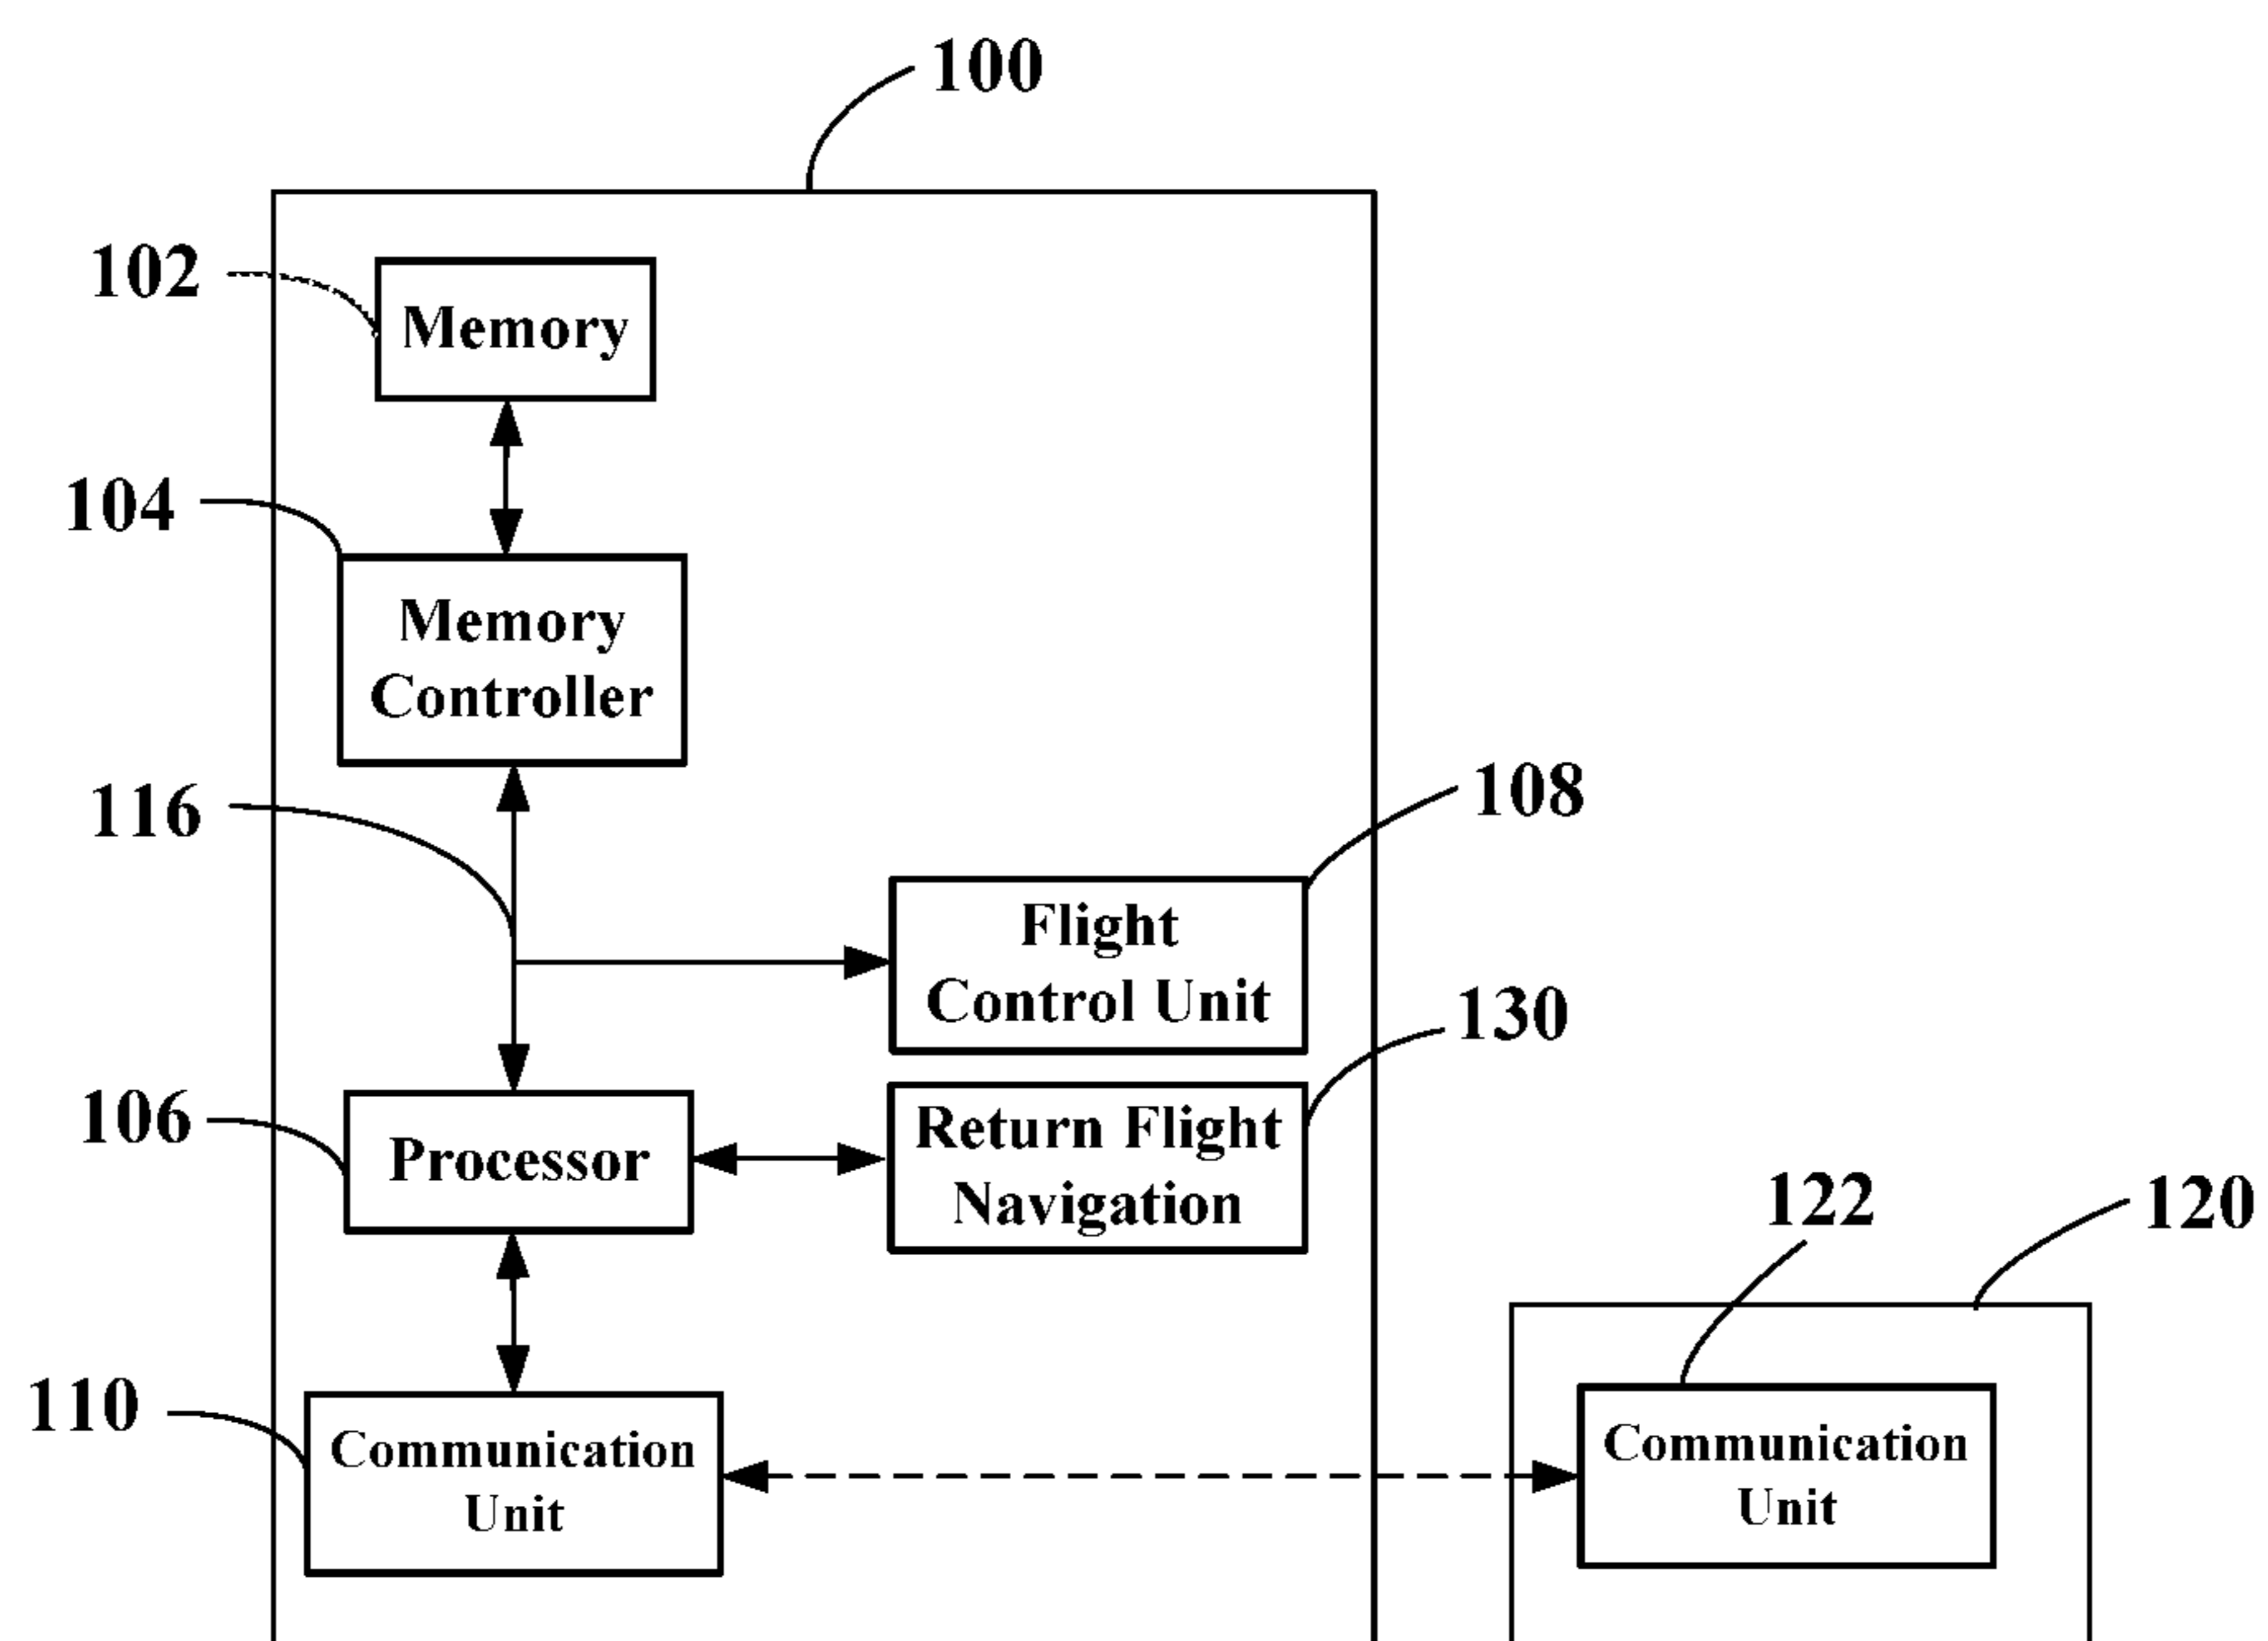 100
102
Memory
104
Memory
Controller
116
108
Flight
Control Unit
130
106
Processor
Return Flight
Navigation
122
120
110
Communication
Unit
Communication
Unit